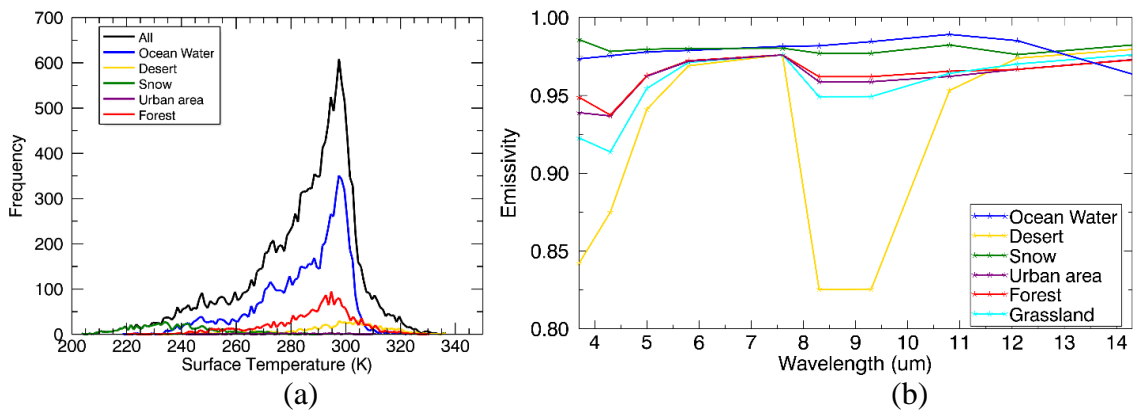 700
600
500
400
300
200
100
0
Frequency
All
Ocean Water
Desert
Snow
Urban area
Forest
200 220 240 260 280 300 320 340
Surface Temperature (K)
(a)
1.00
0.95
0.90
0.85
0.80
Emissivity
Ocean Water
Desert
Snow
Urban area
Forest
Grassland
4 5 6 7 8 9 10 11 12 13 14
Wavelength (um)
(b)